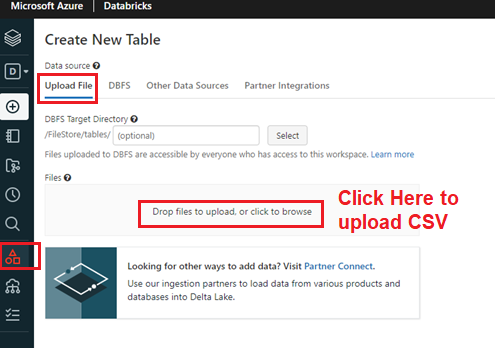 Microsoft Azure Databricks
Create New Table
Data source
Upload File DBFS Other Data Sources Partner Integrations
DBFS Target Directory
/FileStore/tables/ (optional) Select
Files uploaded to DBFS are accessible by everyone who has access to this workspace. Learn more
Files
Drop files to upload, or click to browse
Click Here to
upload CSV
D
Looking for other ways to add data? Visit Partner Connect.
Use our ingestion partners to load data from various products and
databases into Delta Lake.